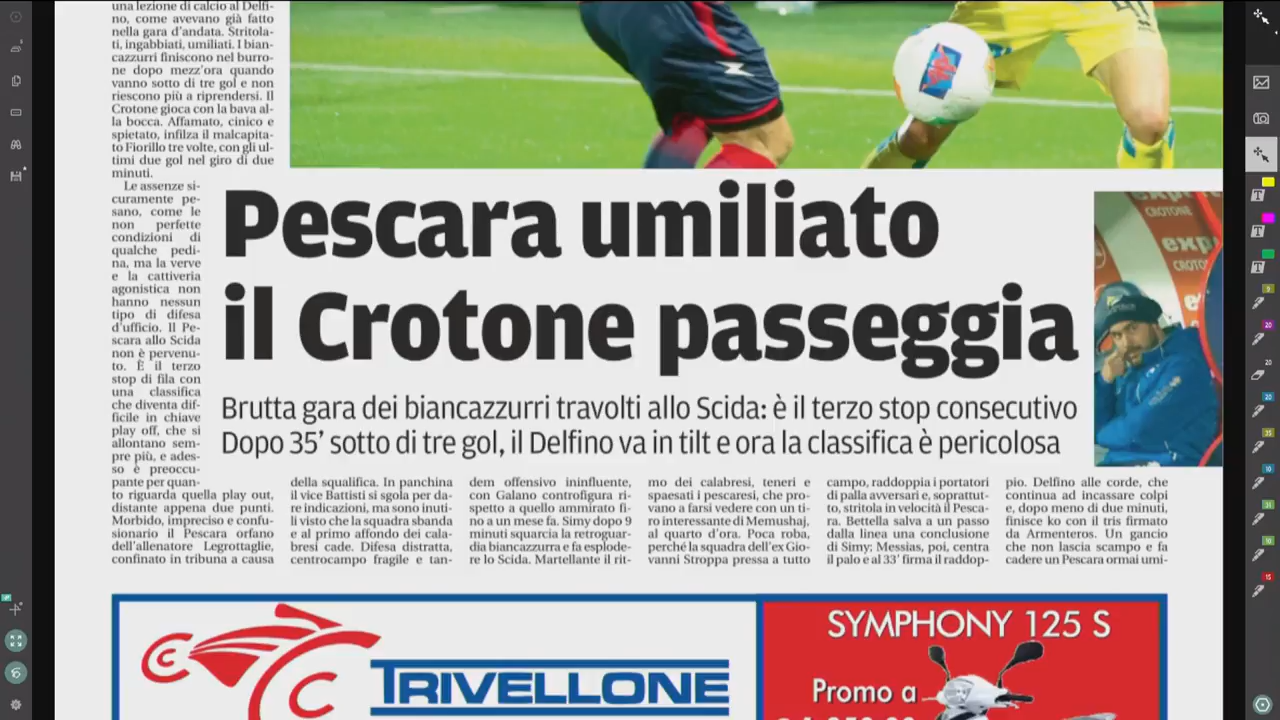 una lezione di calcio al Delfi-
no, come avevano già fatto
nella gara d'andata. Stritola-
ti, ingabbiati, umiliati. I bian-
cazzurri finiscono nel burro-
ne dopo mezz'ora quando
vanno sotto di tre gol e non
riescono più a riprendersi. Il
Crotone gioca con la bava al-
la bocca. Affamato, cinico e
spietato, infilza il malcapita-
to Fiorillo tre volte, con gli ul-
timi due gol nel giro di due
minuti.
Le assenze si-
curamente pe-
sano, come le
non perfette
condizioni di
qualche pedi-
na, ma la verve
e la cattiveria
agonistica non
hanno nessun
tipo di difesa
d'ufficio. Il Pe-
scara allo Scida
non è pervenu-
to. È il terzo
stop di fila con
una classifica
che diventa dif-
ficile in chiave
play off, che si
allontano sem-
pre più, e ades-
so è preoccu-
pante per quan-
to riguarda quella play out,
distante appena due punti.
Morbido, impreciso e confu-
sionario il Pescara orfano
dell'allenatore Legrottaglie,
confinato in tribuna a causa
Pescara umiliato
il Crotone passeggia
Brutta gara dei biancazzurri travolti allo Scida: è il terzo stop consecutivo
Dopo 35' sotto di tre gol, il Delfino va in tilt e ora la classifica è pericolosa
della squalifica. In panchina
il vice Battisti si sgola per da-
re indicazioni, ma sono inuti-
li visto che la squadra sbanda
e al primo affondo dei cala-
bresi cade. Difesa distratta,
centrocampo fragile e tan-
dem offensivo ininfluente,
con Galano controfigura ri-
spetto a quello ammirato fi-
no a un mese fa. Simy dopo 9
minuti squarcia la retroguar-
dia biancazzurra e fa esplode-
re lo Scida. Martellante il rit-
mo dei calabresi, teneri e
spaesati i pescaresi, che pro-
vano a farsi vedere con un ti-
ro interessante di Memushaj,
al quarto d'ora. Poca roba,
perché la squadra dell'ex Gio-
vanni Stroppa pressa a tutto
campo, raddoppia i portatori
di palla avversari e, soprattut-
to, stritola in velocità il Pesca-
ra. Bettella salva a un passo
dalla linea una conclusione
di Simy; Messias, poi, centra
il palo e al 33' firma il raddop-
pio. Delfino alle corde, che
continua ad incassare colpi
e, dopo meno di due minuti,
finisce ko con il tris firmato
da Armenteros. Un gancio
che non lascia scampo e fa
cadere un Pescara ormai umi-
CROTONE
TRIVELLONE
SYMPHONY 125 S
Promo a